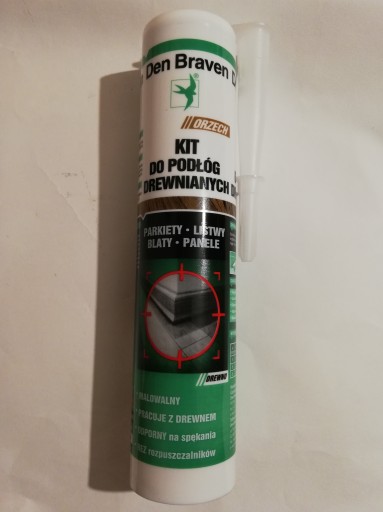 Den Braven
ORZECH
KIT
DO PODŁÓG
DREWNIANYCH
PARKIETY · LISTWY
BLATY · PANELE
DREWNO
MALOWALNY
PRACUJE Z DREWNEM
ODPORNY na spękania
BEZ rozpuszczalników